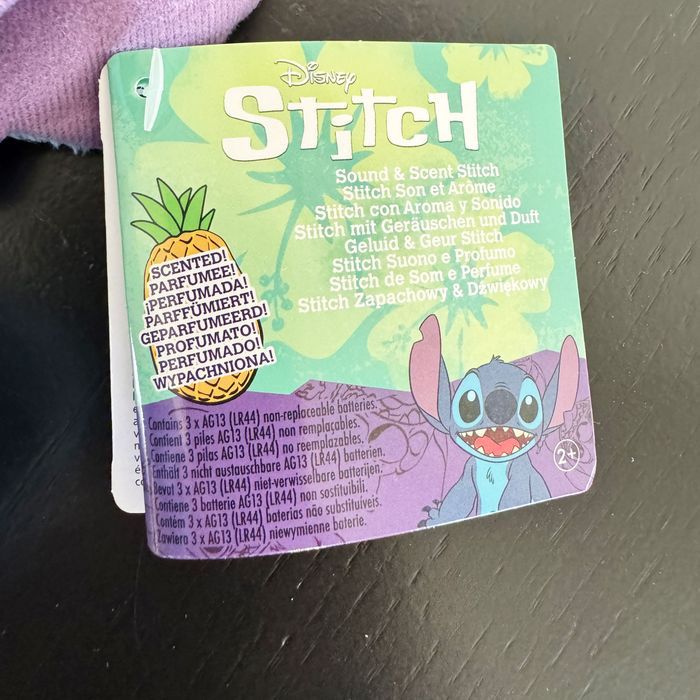 Disney
Stitch
Sound & Scent Stitch
Stitch Son et Arôme
Stitch con Aroma y Sonido
Stitch mit Geräuschen und Duft
Geluid & Geur Stitch
Stitch Suono e Profumo
Stitch de Som e Perfume
Stitch Zapachowy & Dźwiękowy
SCENTED!
PARFUMEE!
¡PERFUMADA!
PARFFÜMIERT!
GEPARFUMEERD!
PROFUMATO!
PERFUMADO!
WYPACHNIONA!
Contains 3 x AG13 (LR44) non-replaceable batteries.
Contient 3 piles AG13 (LR44) non remplaçables.
Contiene 3 pilas AG13 (LR44) no reemplazables.
Enthält 3 nicht austauschbare AG13 (LR44) batterien.
Bevat 3 x AG13 (LR44) niet-verwisselbare batterijen.
Contiene 3 batterie AG13 (LR44) non sostituibili.
Contém 3 x AG13 (LR44) baterias não substituíveis.
Zawiera 3 x AG13 (LR44) niewymienne baterie.
2+